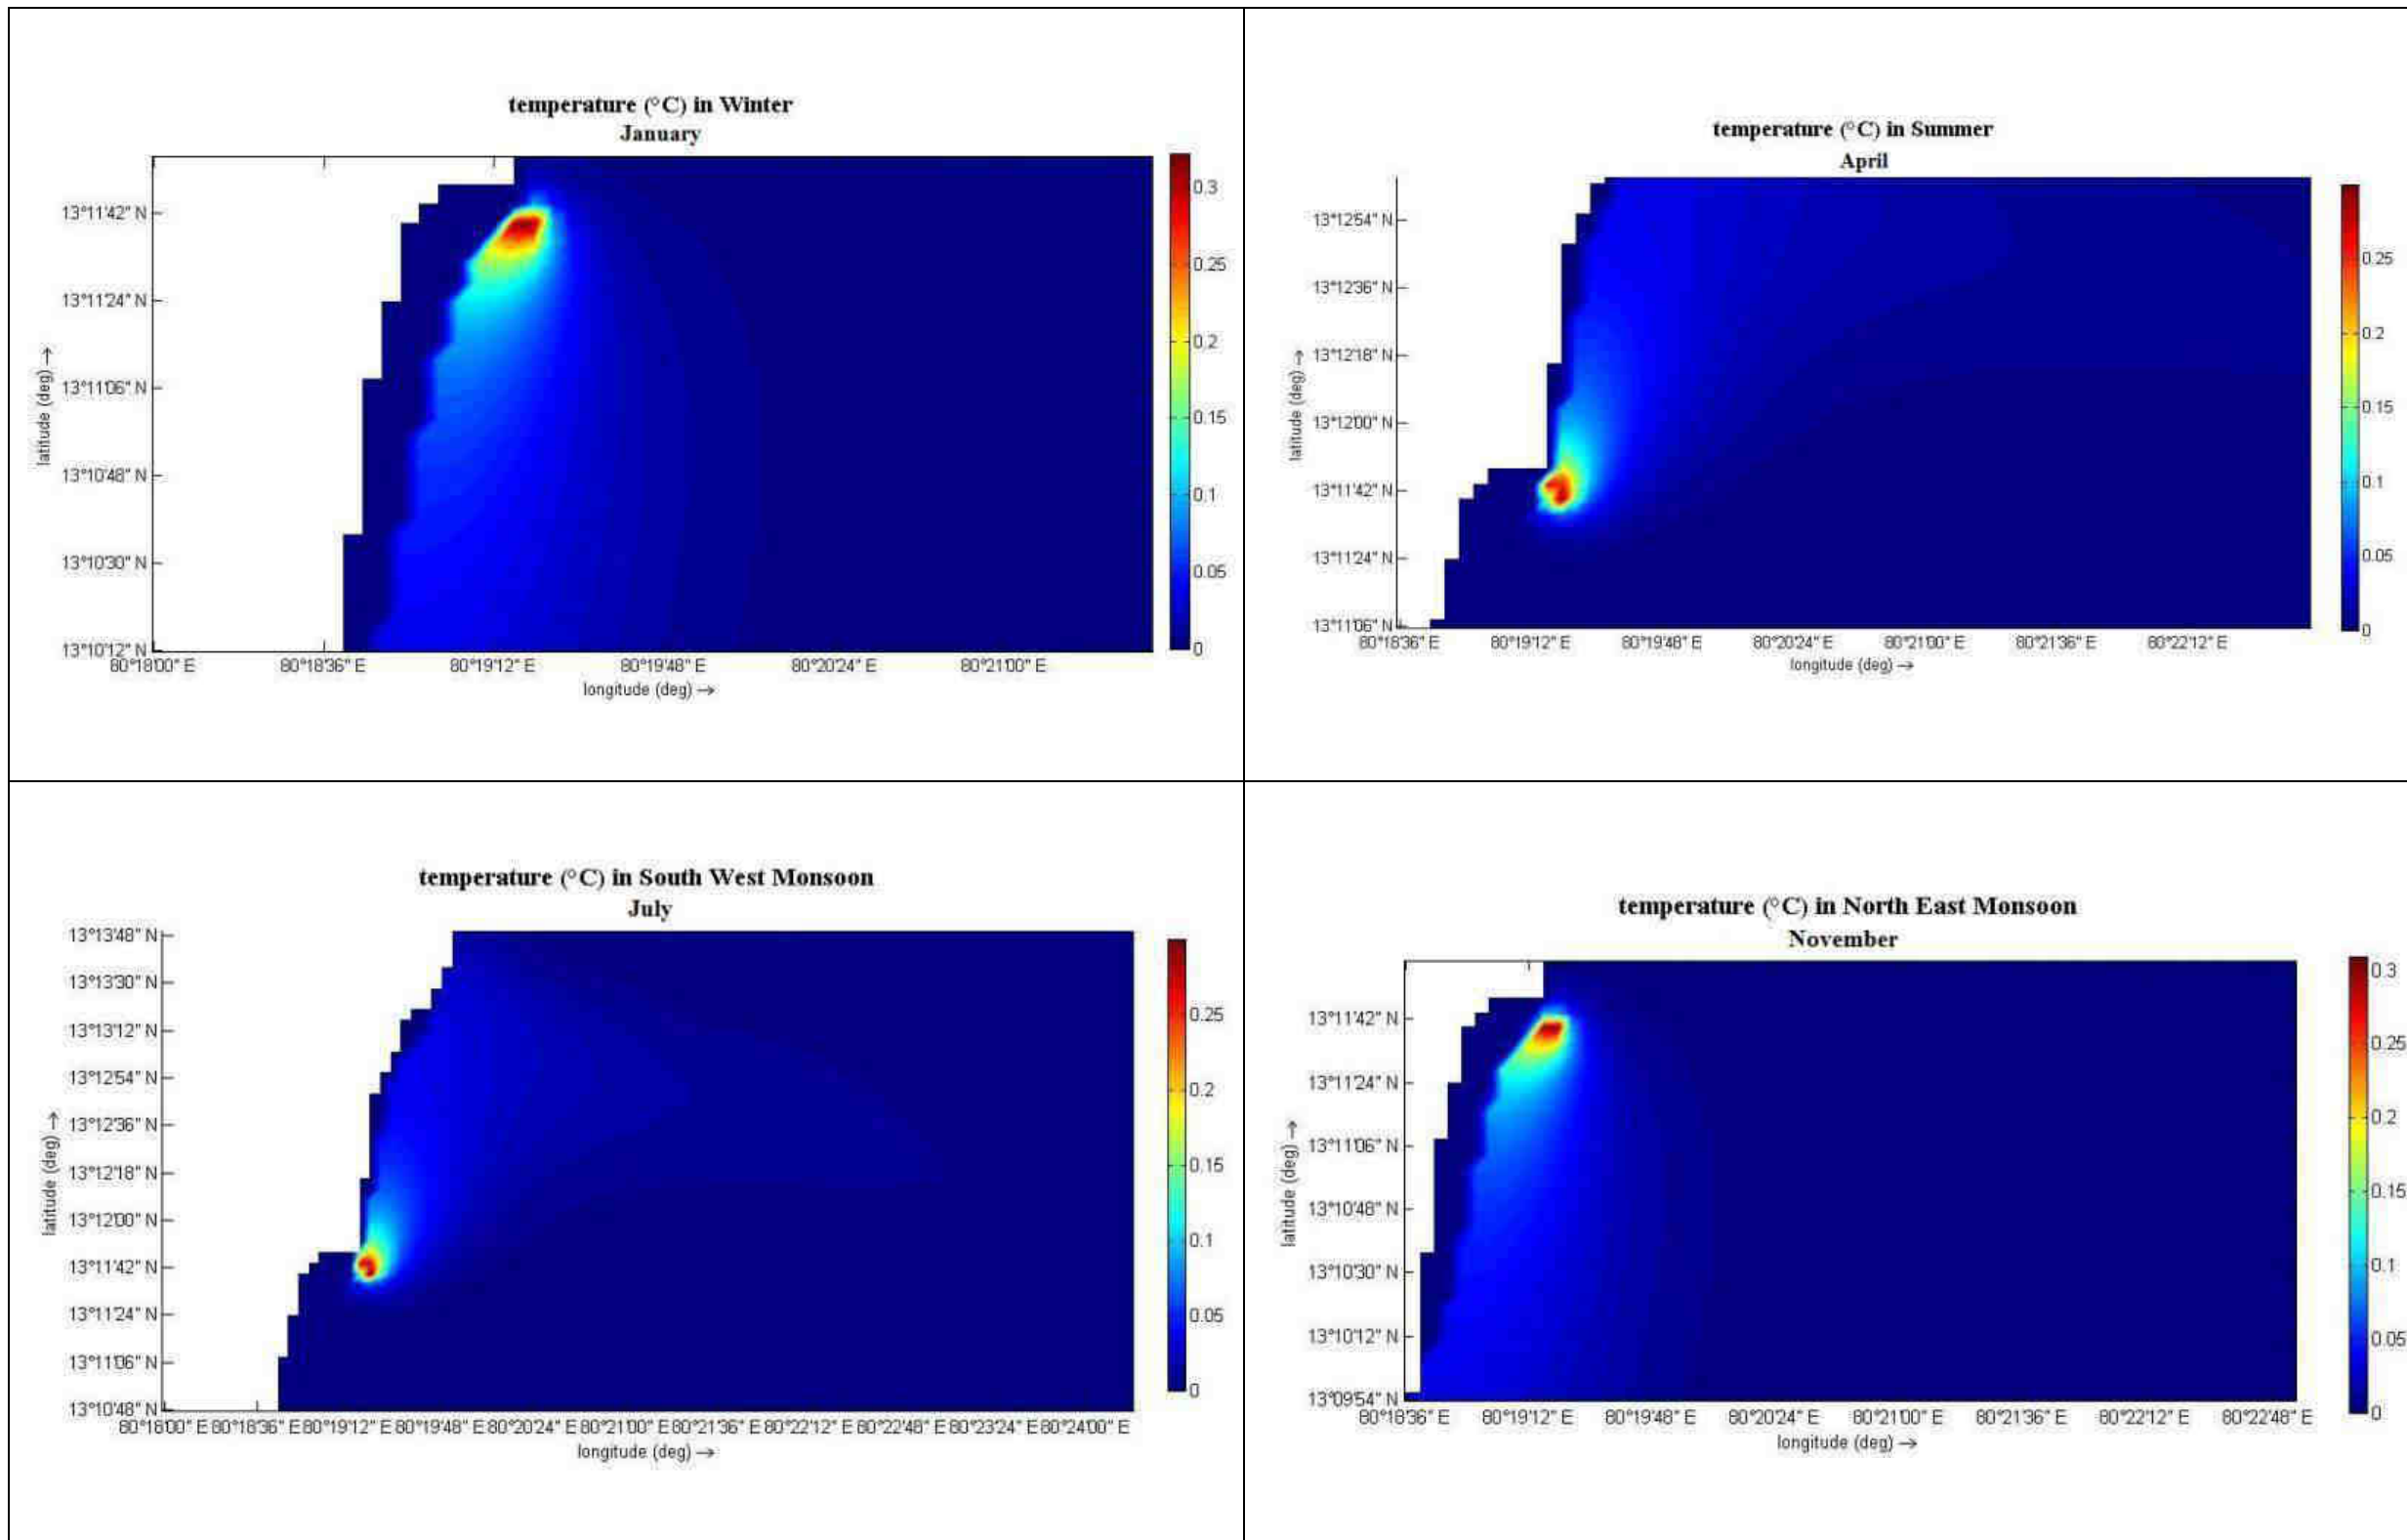 temperature (°C) in Winter
January
0.3
0.25
0.2
0.15
0.1
0.05
0
13°11'42" N
13°11'24" N
13°11'06" N
13°10'48" N
13°10'30" N
13°10'12" N
latitude (deg) →
80°18'00" E 80°18'36" E 80°19'12" E 80°19'48" E 80°20'24" E 80°21'00" E
longitude (deg) →
temperature (°C) in Summer
April
0.25
0.2
0.15
0.1
0.05
0
13°12'54" N
13°12'36" N
13°12'18" N
13°12'00" N
13°11'42" N
13°11'24" N
13°11'06" N
latitude (deg) →
80°18'36" E 80°19'12" E 80°19'48" E 80°20'24" E 80°21'00" E 80°21'36" E 80°22'12" E
longitude (deg) →
temperature (°C) in South West Monsoon
July
0.25
0.2
0.15
0.1
0.05
0
13°13'48" N
13°13'30" N
13°13'12" N
13°12'54" N
13°12'36" N
13°12'18" N
13°12'00" N
13°11'42" N
13°11'24" N
13°11'06" N
13°10'48" N
latitude (deg) →
80°18'00" E 80°18'36" E 80°19'12" E 80°19'48" E 80°20'24" E 80°21'00" E 80°21'36" E 80°22'12" E 80°22'48" E 80°23'24" E 80°24'00" E
longitude (deg) →
temperature (°C) in North East Monsoon
November
0.3
0.25
0.2
0.15
0.1
0.05
0
13°11'42" N
13°11'24" N
13°11'06" N
13°10'48" N
13°10'30" N
13°10'12" N
13°09'54" N
latitude (deg) →
80°18'36" E 80°19'12" E 80°19'48" E 80°20'24" E 80°21'00" E 80°21'36" E 80°22'12" E 80°22'48" E
longitude (deg) →